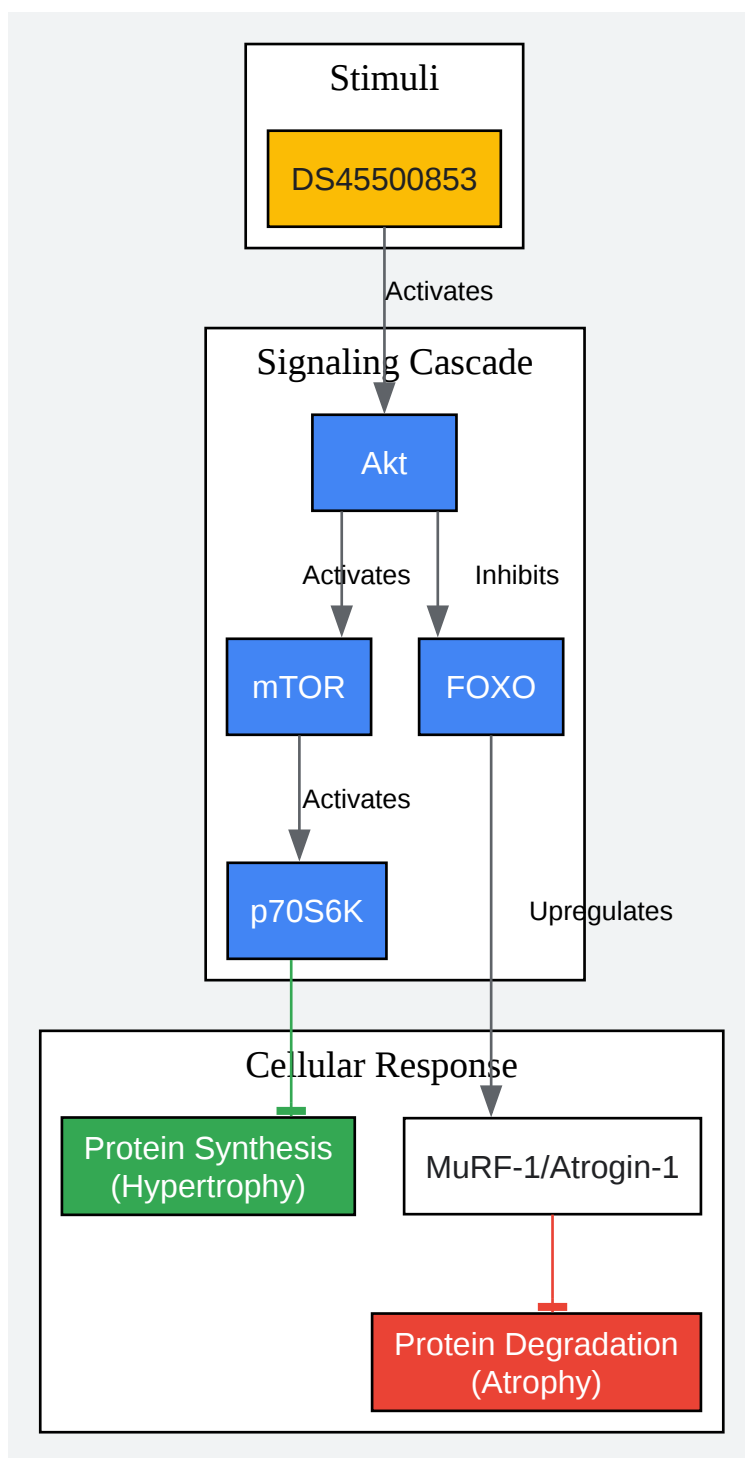 Stimuli
DS45500853
Activates
Signaling Cascade
Akt
Activates
Inhibits
mTOR
FOXO
Activates
p70S6K
Upregulates
Cellular Response
Protein Synthesis
(Hypertrophy)
MuRF-1/Atrogin-1
Protein Degradation
(Atrophy)